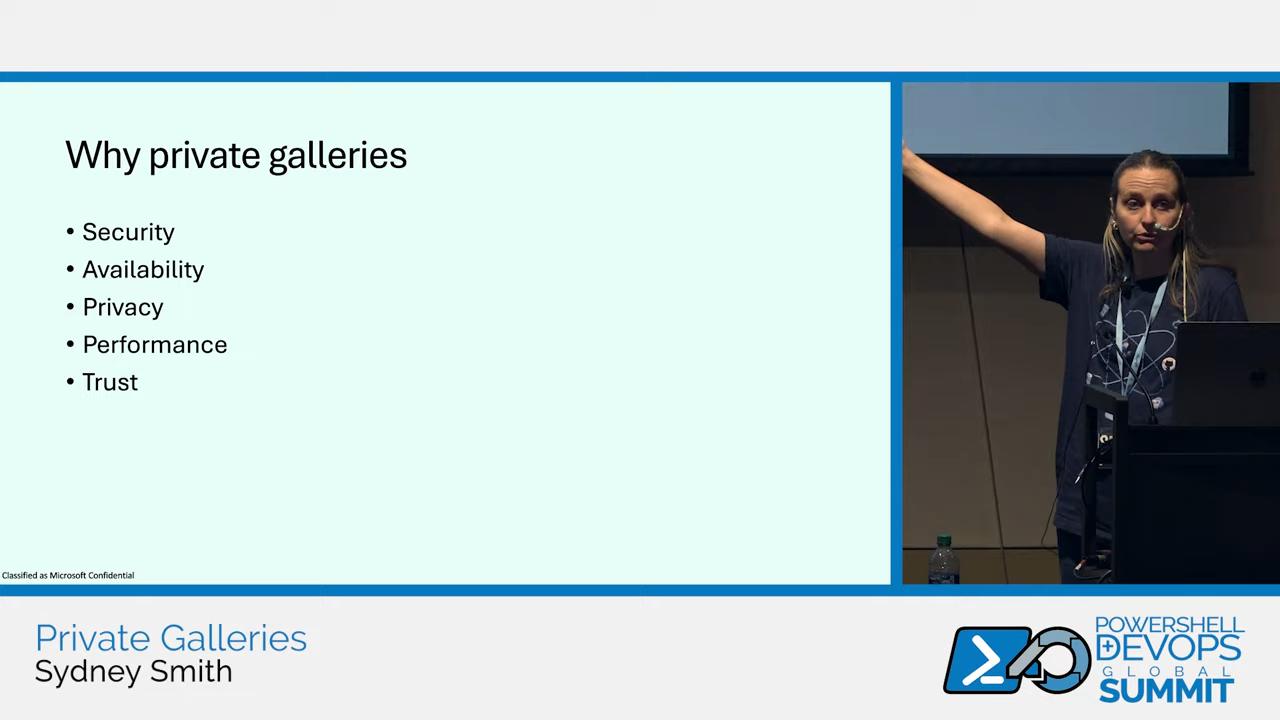 Why private galleries
• Security
• Availability
• Privacy
• Performance
• Trust
Classified as Microsoft Confidential
Private Galleries
Sydney Smith
POWERSHELL
+DEVOPS
GLOBAL
SUMMIT